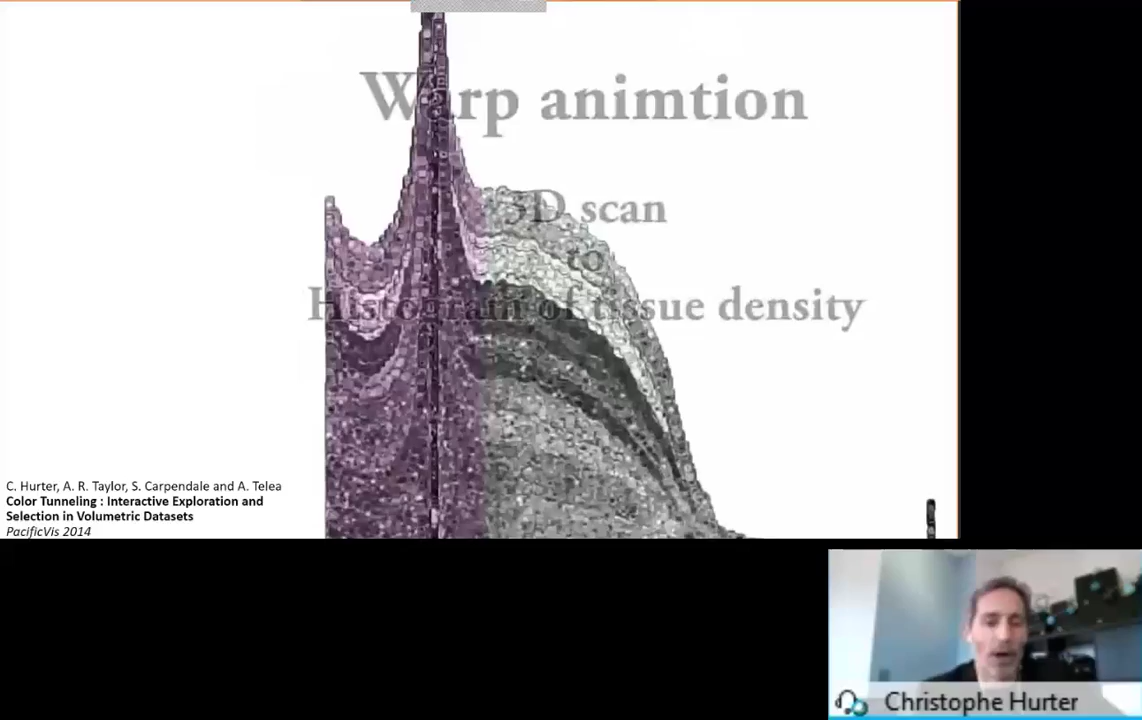 Warp animtion
3D scan
to
Histogram of tissue density
C. Hurter, A. R. Taylor, S. Carpendale and A. Telea
Color Tunneling : Interactive Exploration and
Selection in Volumetric Datasets
PacificVis 2014
Christophe Hurter